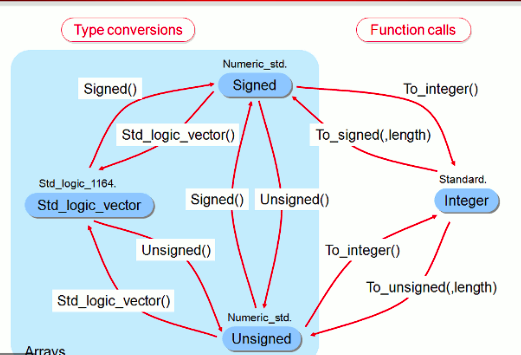 Type conversions
Function calls
Numeric_std.
Signed
Signed()
To_integer()
Std_logic_vector()
To_signed(,length)
Std_logic_1164.
Std_logic_vector
Standard.
Integer
Signed()
Unsigned()
Unsigned()
To_integer()
To_unsigned(,length)
Std_logic_vector()
Numeric_std.
Unsigned
Arrays